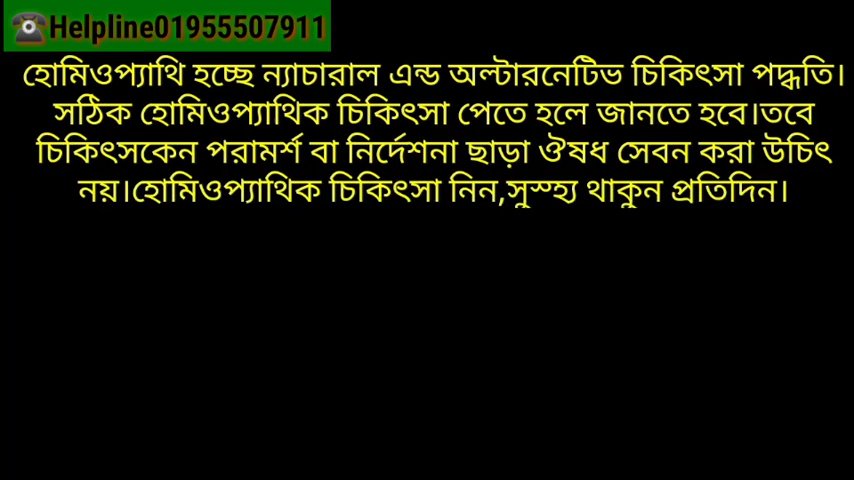 ☎Helpline01955507911
হোমিওপ্যাথি হচ্ছে ন্যাচারাল এন্ড অল্টারনেটিভ চিকিৎসা পদ্ধতি।
সঠিক হোমিওপ্যাথিক চিকিৎসা পেতে হলে জানতে হবে।তবে
চিকিৎসকেন পরামর্শ বা নির্দেশনা ছাড়া ঔষধ সেবন করা উচিৎ
নয়।হোমিওপ্যাথিক চিকিৎসা নিন,সুস্হ্য থাকুন প্রতিদিন।